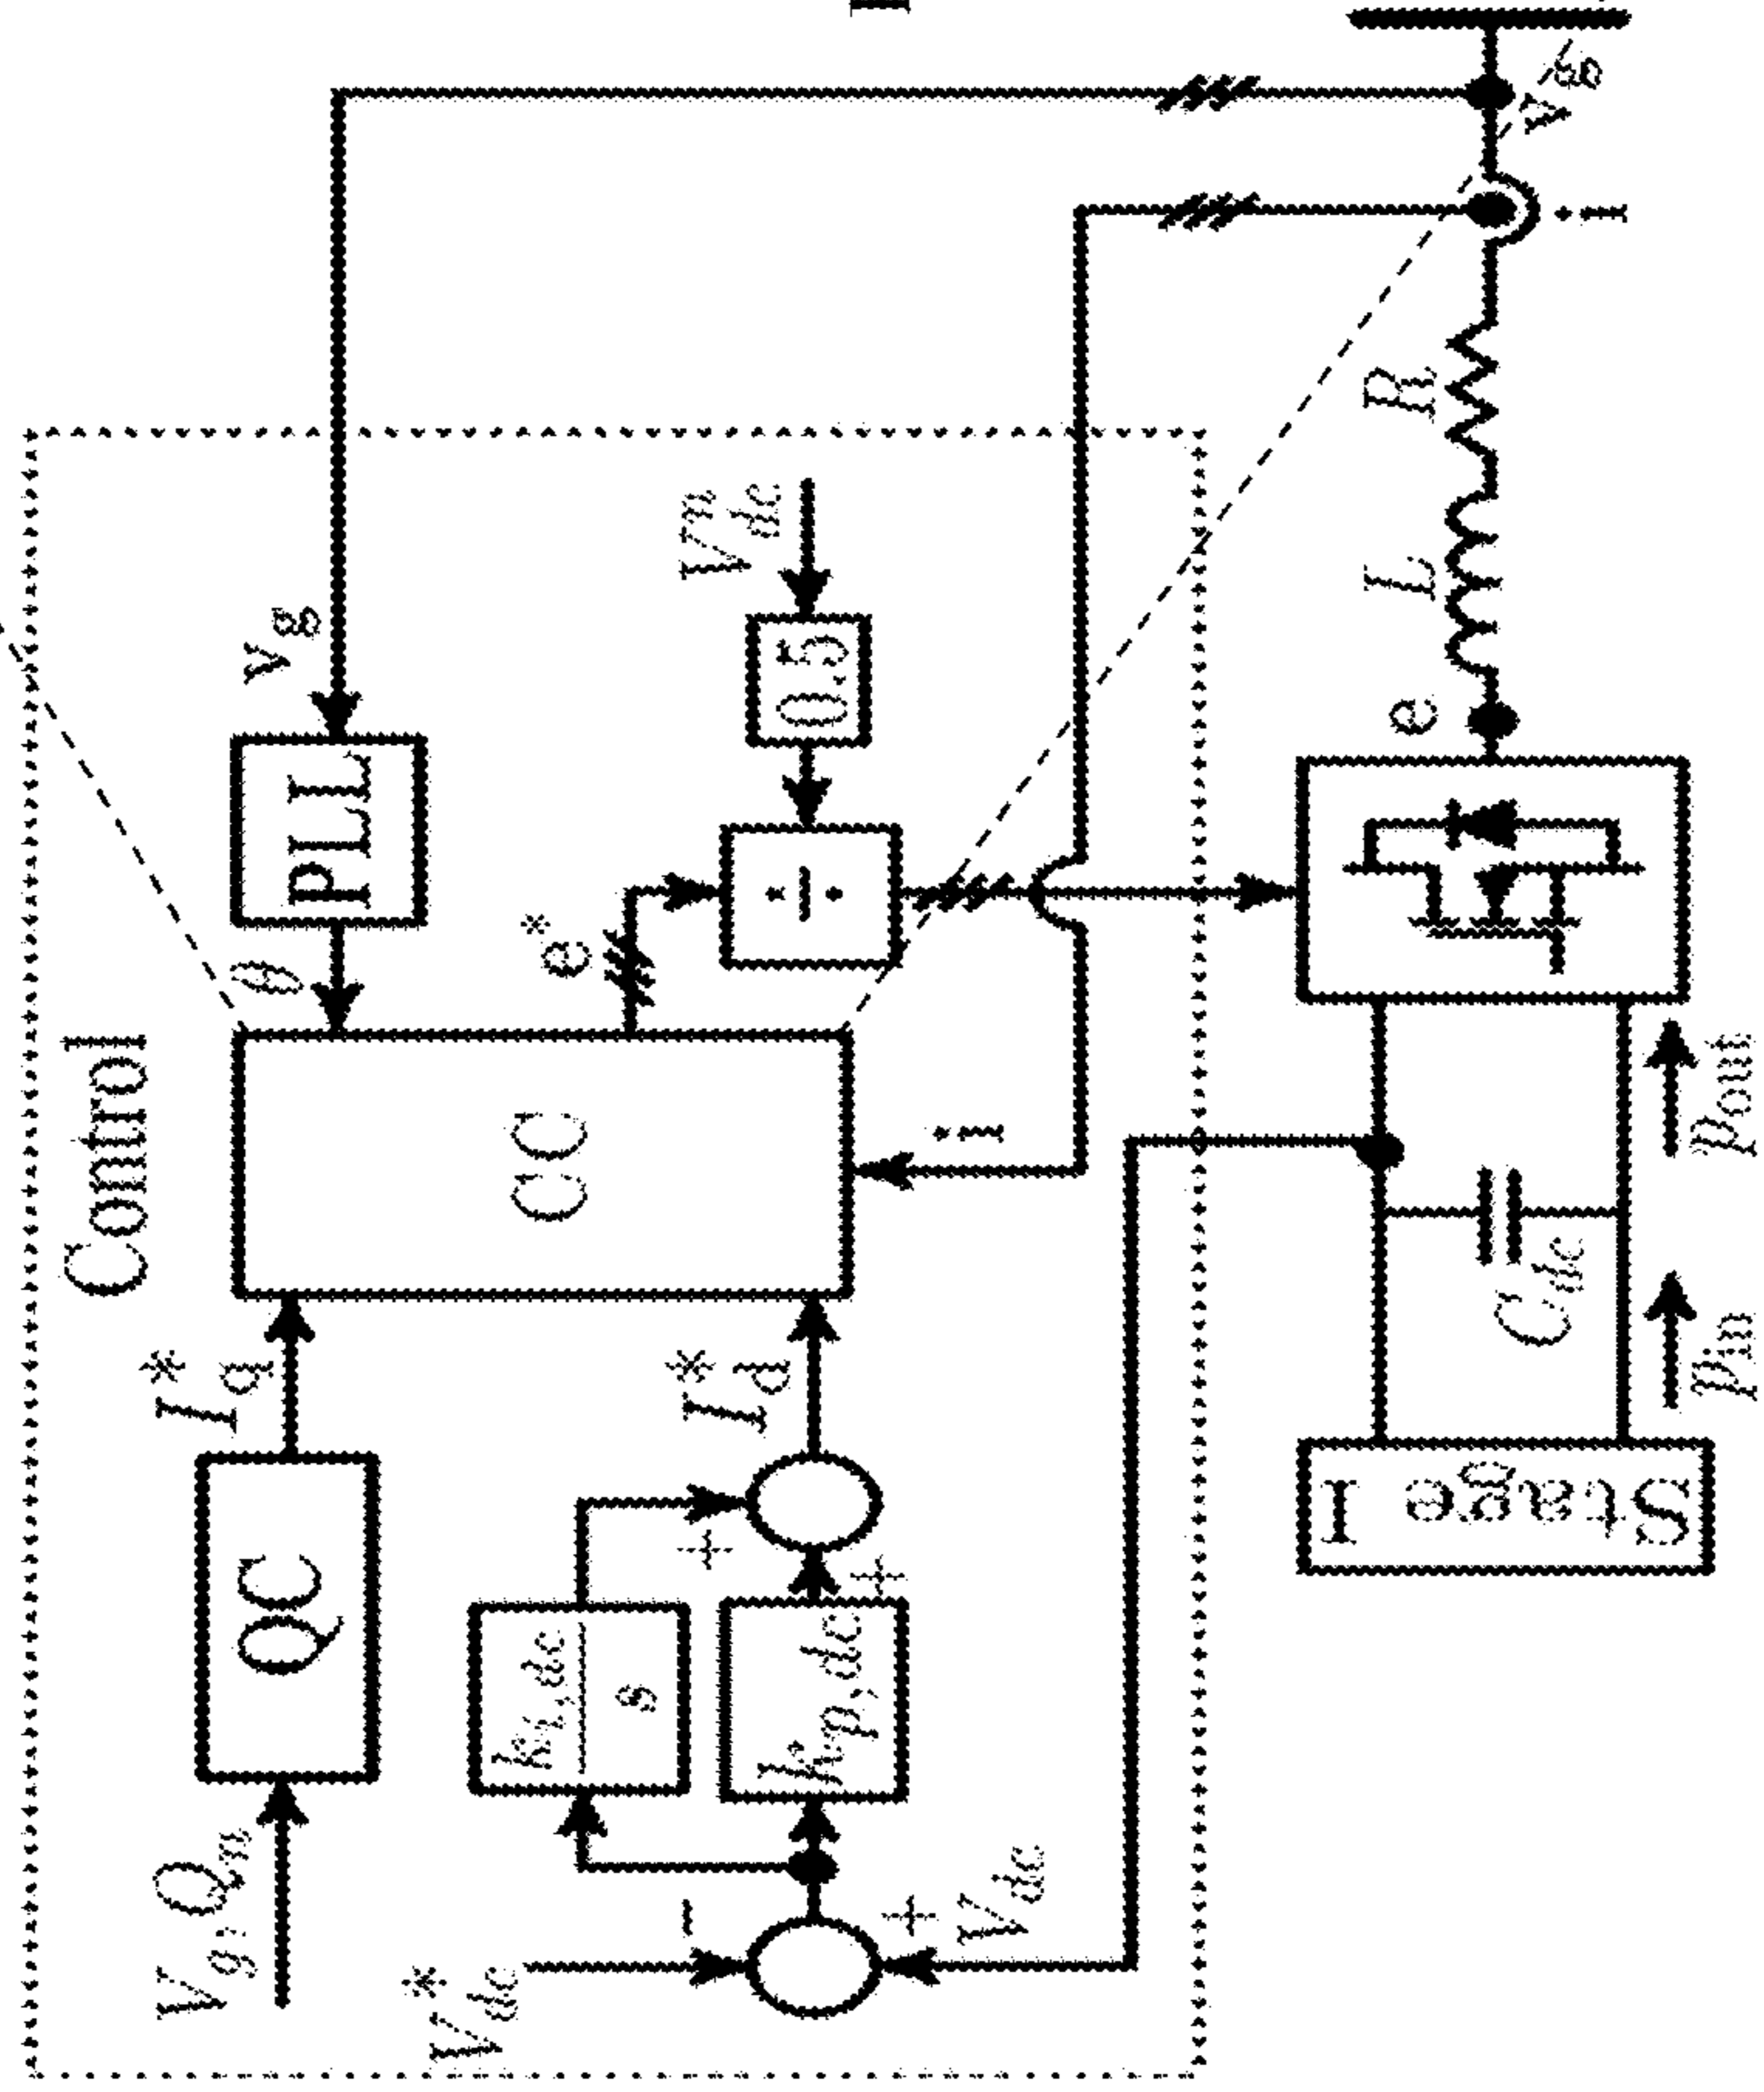 Control
V_g, Q_m
QC
I_q^*
θ
PLL
v_g
V_dc^*
−
+
V_dc
k_i,dc
s
k_p,dc
+
+
I_d^*
CC
i
e^*
÷
0.5
V_dc^n
Stage I
C_dc
p_in
p_out
e
L
R
i
v_g